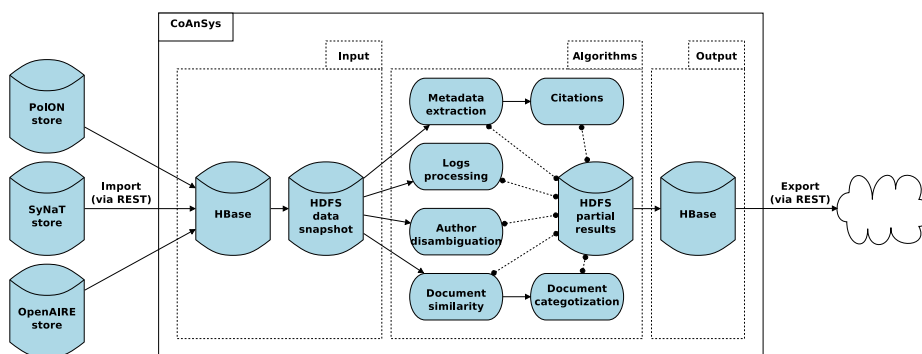 CoAnSys
Input
Algorithms
Output
PoION
store
SyNaT
store
OpenAIRE
store
Import
(via REST)
HBase
HDFS
data
snapshot
Metadata
extraction
Citations
Logs
processing
Author
disambiguation
Document
similarity
Document
categotization
HDFS
partial
results
HBase
Export
(via REST)